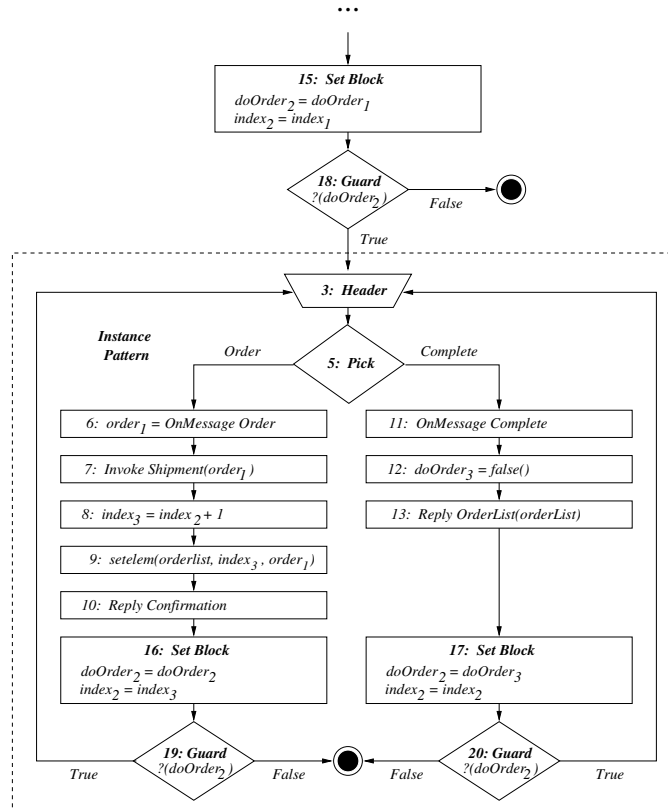 ...
15: Set Block
doOrder2 = doOrder1
index2 = index1
18: Guard
?(doOrder2)
False
True
3: Header
Instance
Pattern
Order
5: Pick
Complete
6: order1 = OnMessage Order
11: OnMessage Complete
7: Invoke Shipment(order1)
12: doOrder3 = false()
8: index3 = index2 + 1
13: Reply OrderList(orderList)
9: setelem(orderlist, index3 , order1)
10: Reply Confirmation
16: Set Block
doOrder2 = doOrder2
index2 = index3
17: Set Block
doOrder2 = doOrder3
index2 = index2
19: Guard
?(doOrder2)
True
False
20: Guard
?(doOrder2)
False
True